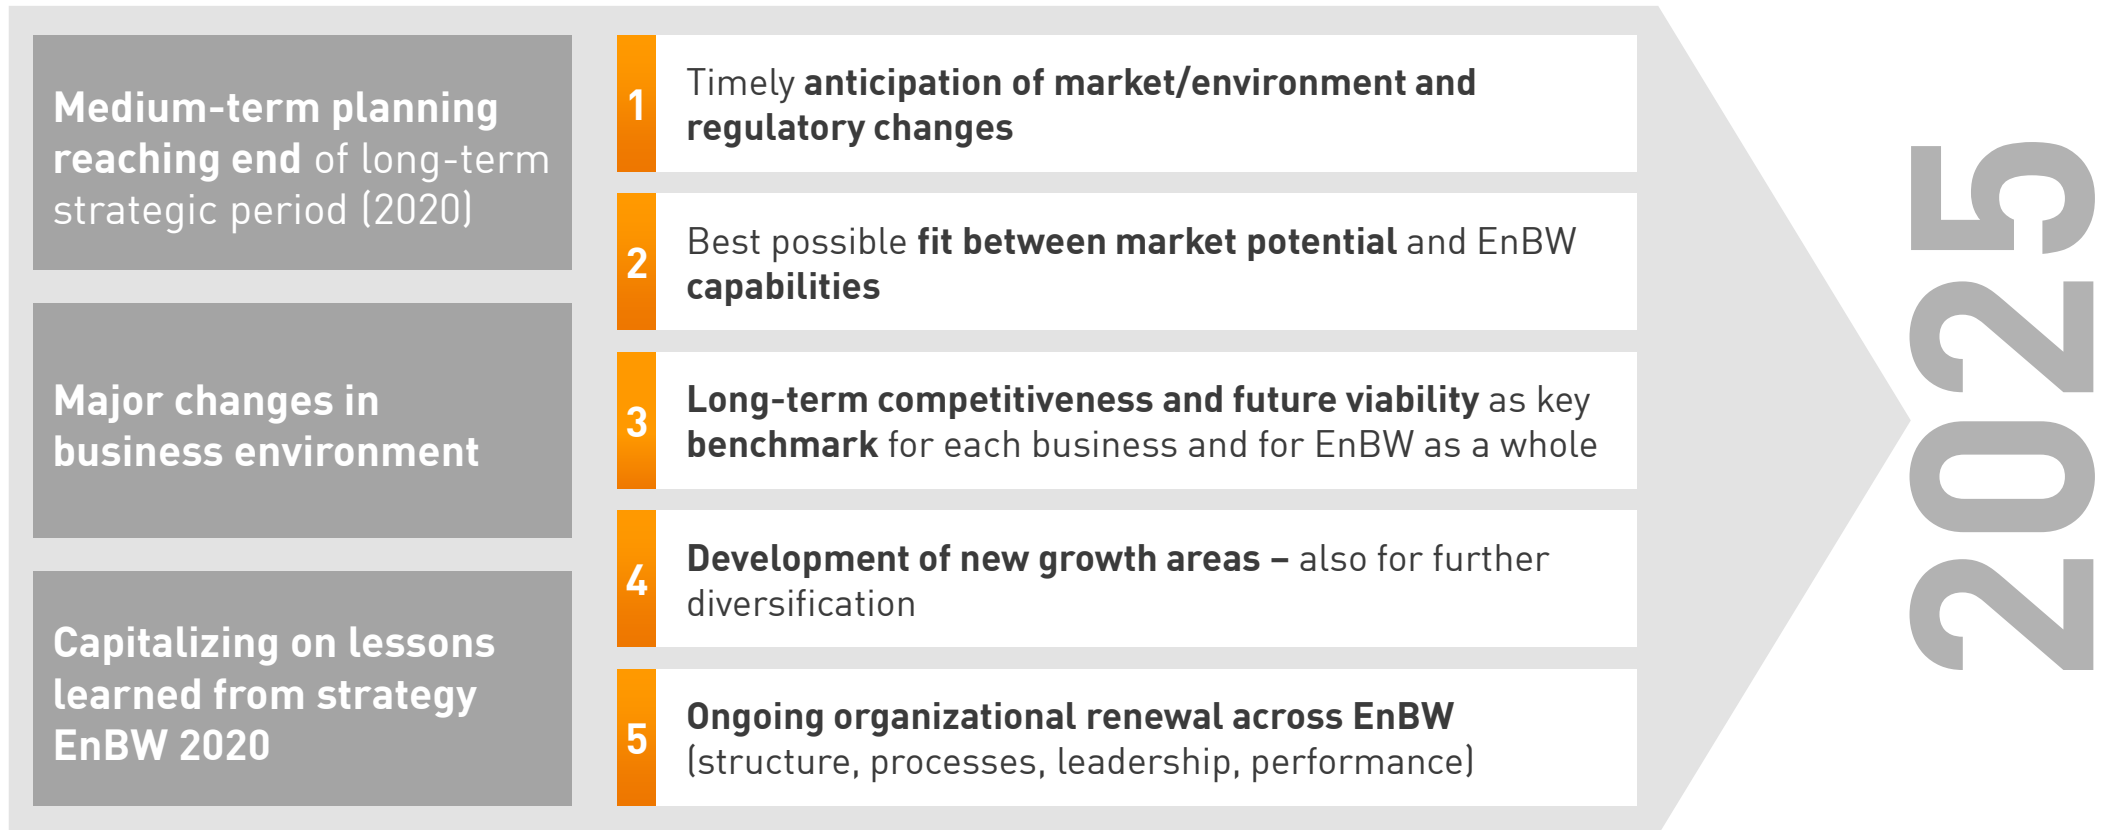 Medium-term planning
reaching end of long-term
strategic period (2020)
Major changes in
business environment
Capitalizing on lessons
learned from strategy
EnBW 2020
1
Timely anticipation of market/environment and
regulatory changes
2
Best possible fit between market potential and EnBW
capabilities
3
Long-term competitiveness and future viability as key
benchmark for each business and for EnBW as a whole
4
Development of new growth areas – also for further
diversification
5
Ongoing organizational renewal across EnBW
(structure, processes, leadership, performance)
2025